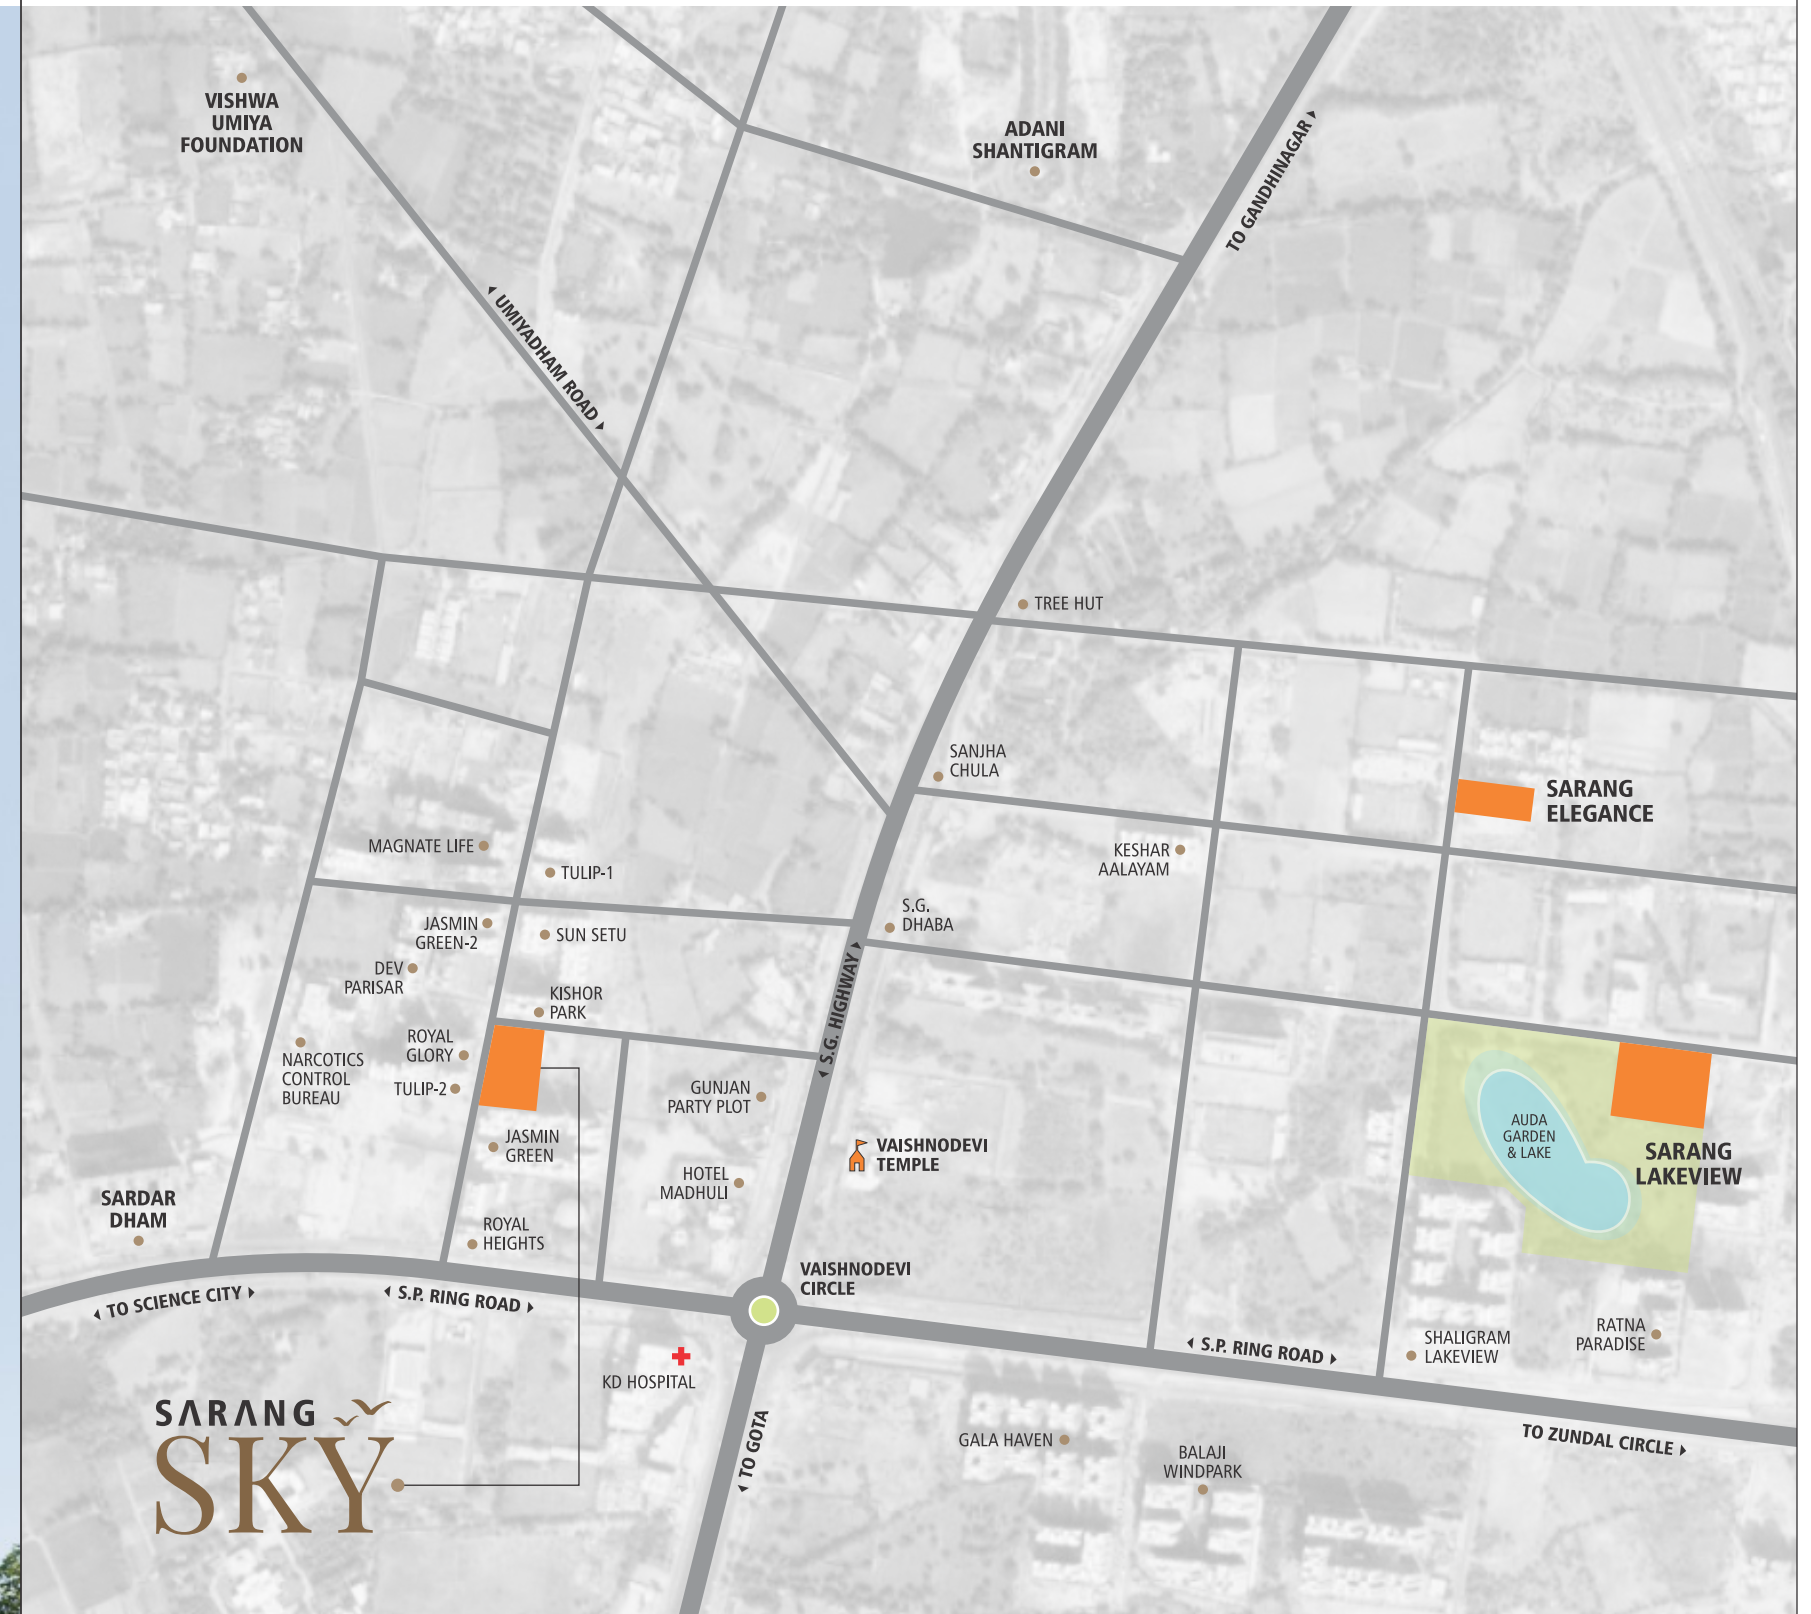 VISHWA
UMIYA
FOUNDATION
ADANI
SHANTIGRAM
TO GANDHINAGAR
UMIYADHAM ROAD
TREE HUT
SANJHA
CHULA
SARANG
ELEGANCE
MAGNATE LIFE
TULIP-1
KESHAR
AALAYAM
JASMIN
GREEN-2
SUN SETU
S.G.
DHABA
DEV
PARISAR
KISHOR
PARK
S.G. HIGHWAY
NARCOTICS
CONTROL
BUREAU
ROYAL
GLORY
TULIP-2
GUNJAN
PARTY PLOT
JASMIN
GREEN
VAISHNODEVI
TEMPLE
HOTEL
MADHULI
AUDA
GARDEN
& LAKE
SARANG
LAKEVIEW
SARDAR
DHAM
ROYAL
HEIGHTS
VAISHNODEVI
CIRCLE
TO SCIENCE CITY
S.P. RING ROAD
S.P. RING ROAD
SHALIGRAM
LAKEVIEW
RATNA
PARADISE
KD HOSPITAL
TO GOTA
GALA HAVEN
BALAJI
WINDPARK
TO ZUNDAL CIRCLE
SARANG
SKY